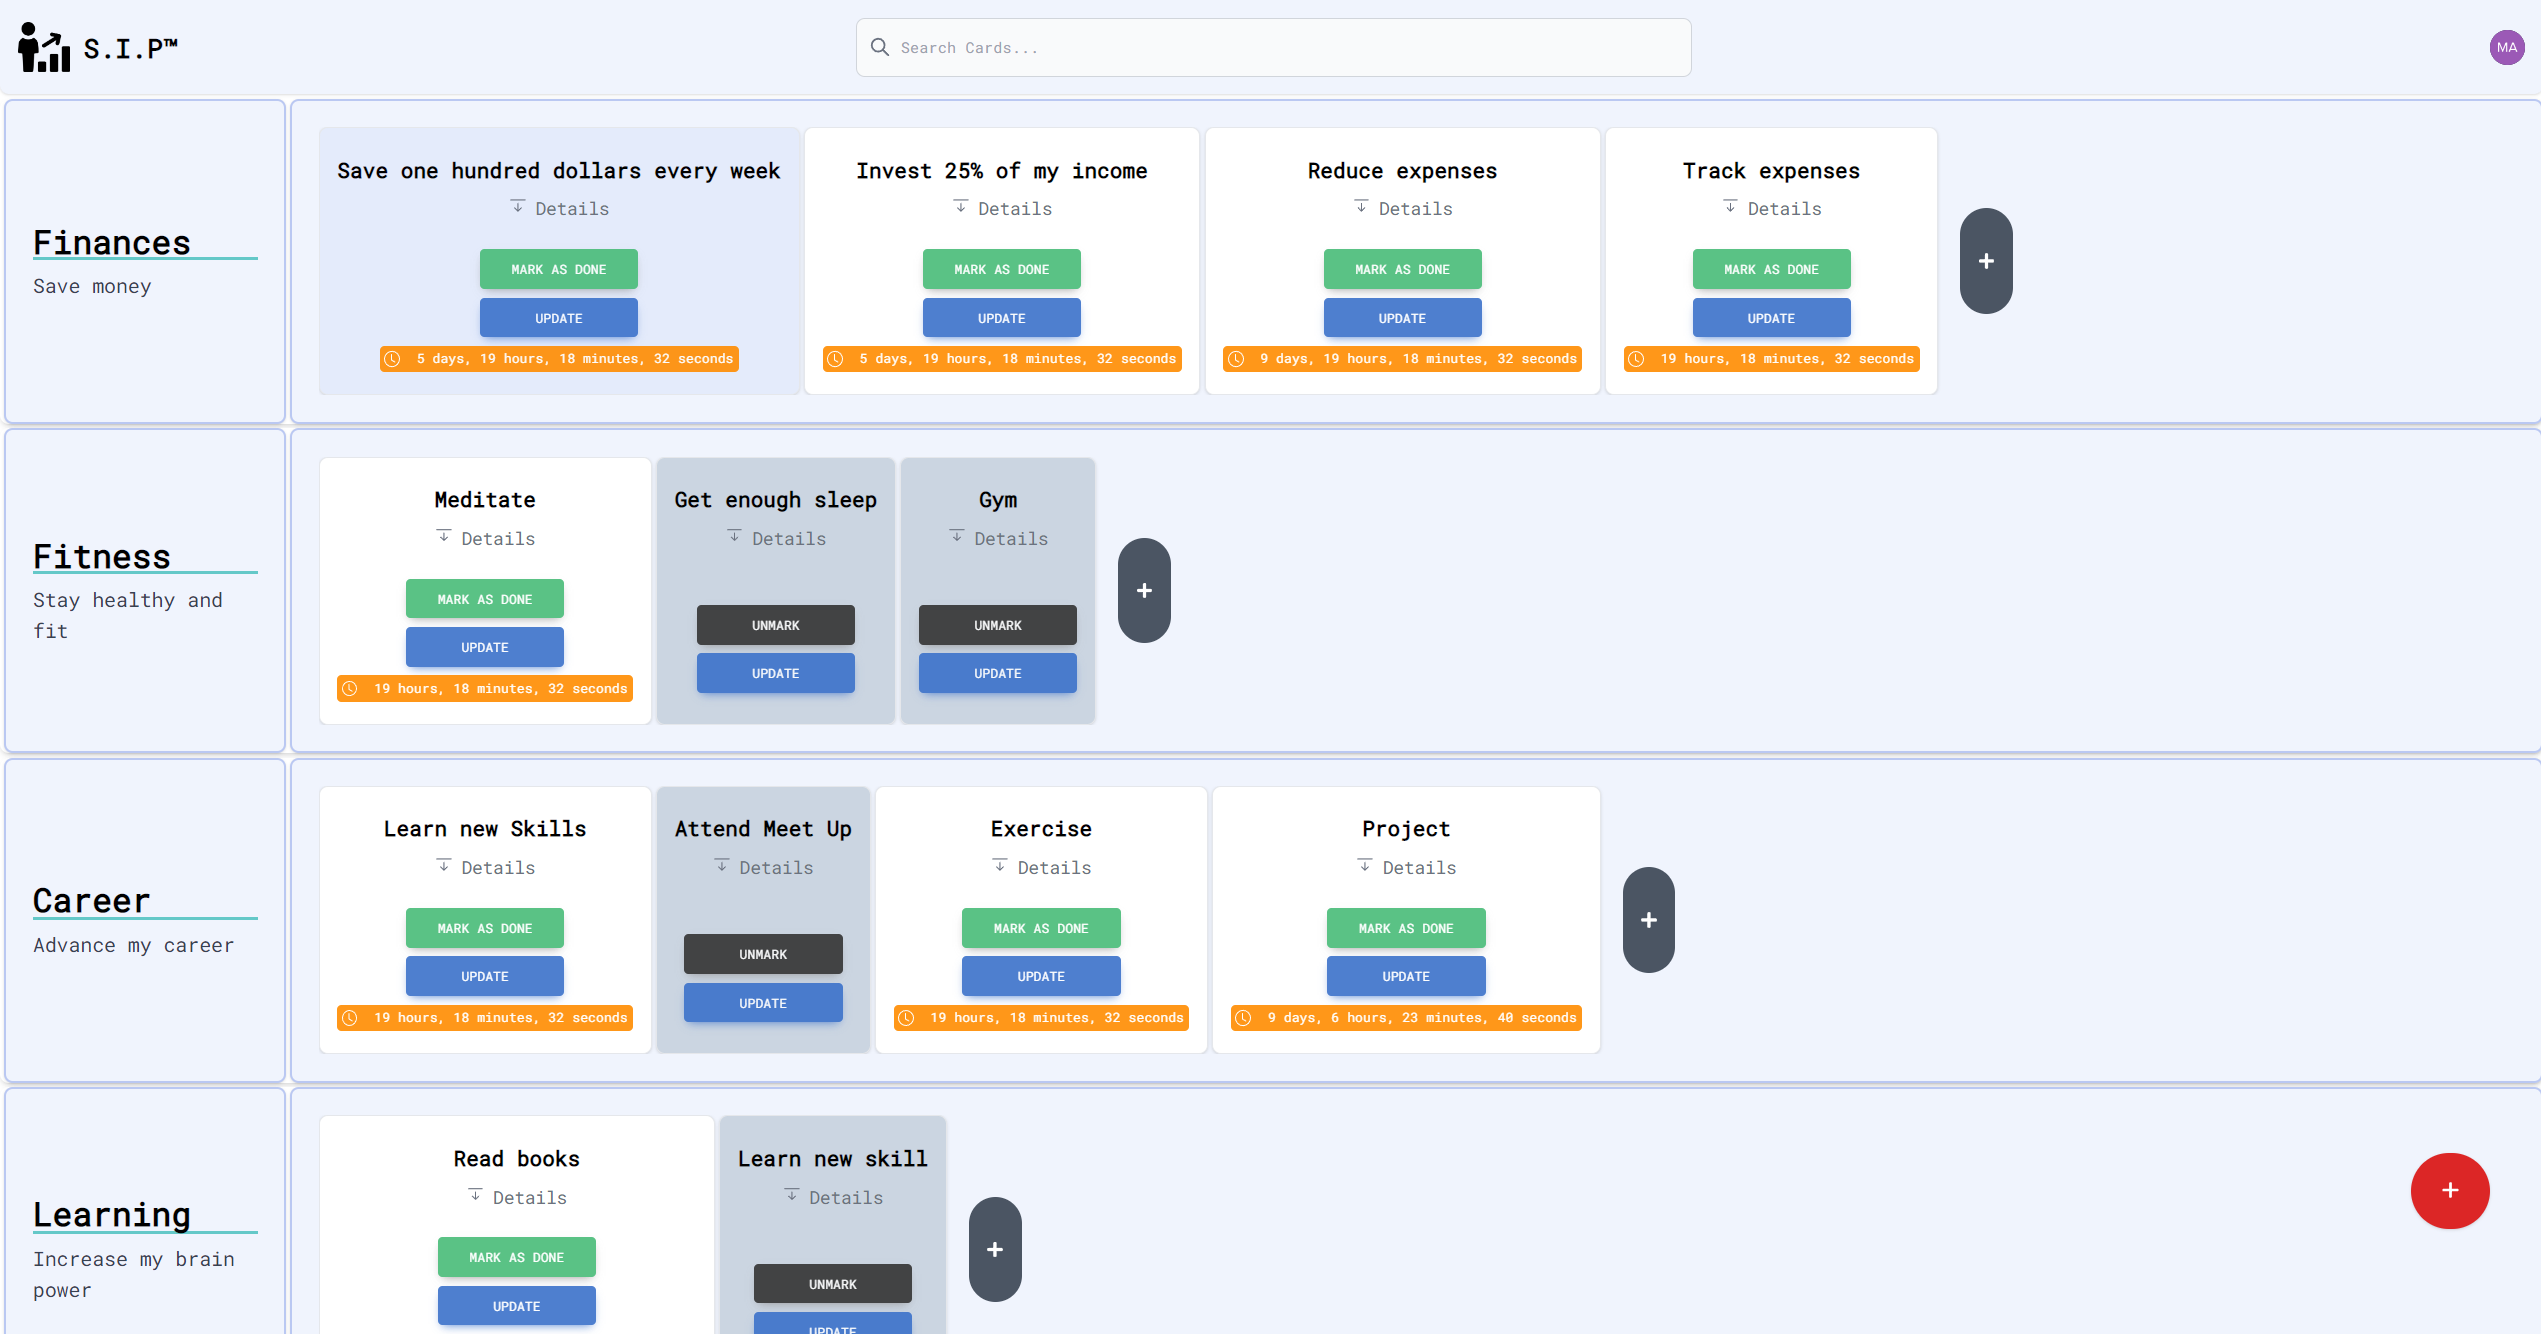 S.I.P™
Search Cards...
MA
Finances
Save money
Save one hundred dollars every week
Details
MARK AS DONE
UPDATE
5 days, 19 hours, 18 minutes, 32 seconds
Invest 25% of my income
Details
MARK AS DONE
UPDATE
5 days, 19 hours, 18 minutes, 32 seconds
Reduce expenses
Details
MARK AS DONE
UPDATE
9 days, 19 hours, 18 minutes, 32 seconds
Track expenses
Details
MARK AS DONE
UPDATE
19 hours, 18 minutes, 32 seconds
+
Fitness
Stay healthy and
fit
Meditate
Details
MARK AS DONE
UPDATE
19 hours, 18 minutes, 32 seconds
Get enough sleep
Details
UNMARK
UPDATE
Gym
Details
UNMARK
UPDATE
+
Career
Advance my career
Learn new Skills
Details
MARK AS DONE
UPDATE
19 hours, 18 minutes, 32 seconds
Attend Meet Up
Details
UNMARK
UPDATE
Exercise
Details
MARK AS DONE
UPDATE
19 hours, 18 minutes, 32 seconds
Project
Details
MARK AS DONE
UPDATE
9 days, 6 hours, 23 minutes, 40 seconds
+
Learning
Increase my brain
power
Read books
Details
MARK AS DONE
UPDATE
Learn new skill
Details
UNMARK
UPDATE
+
+